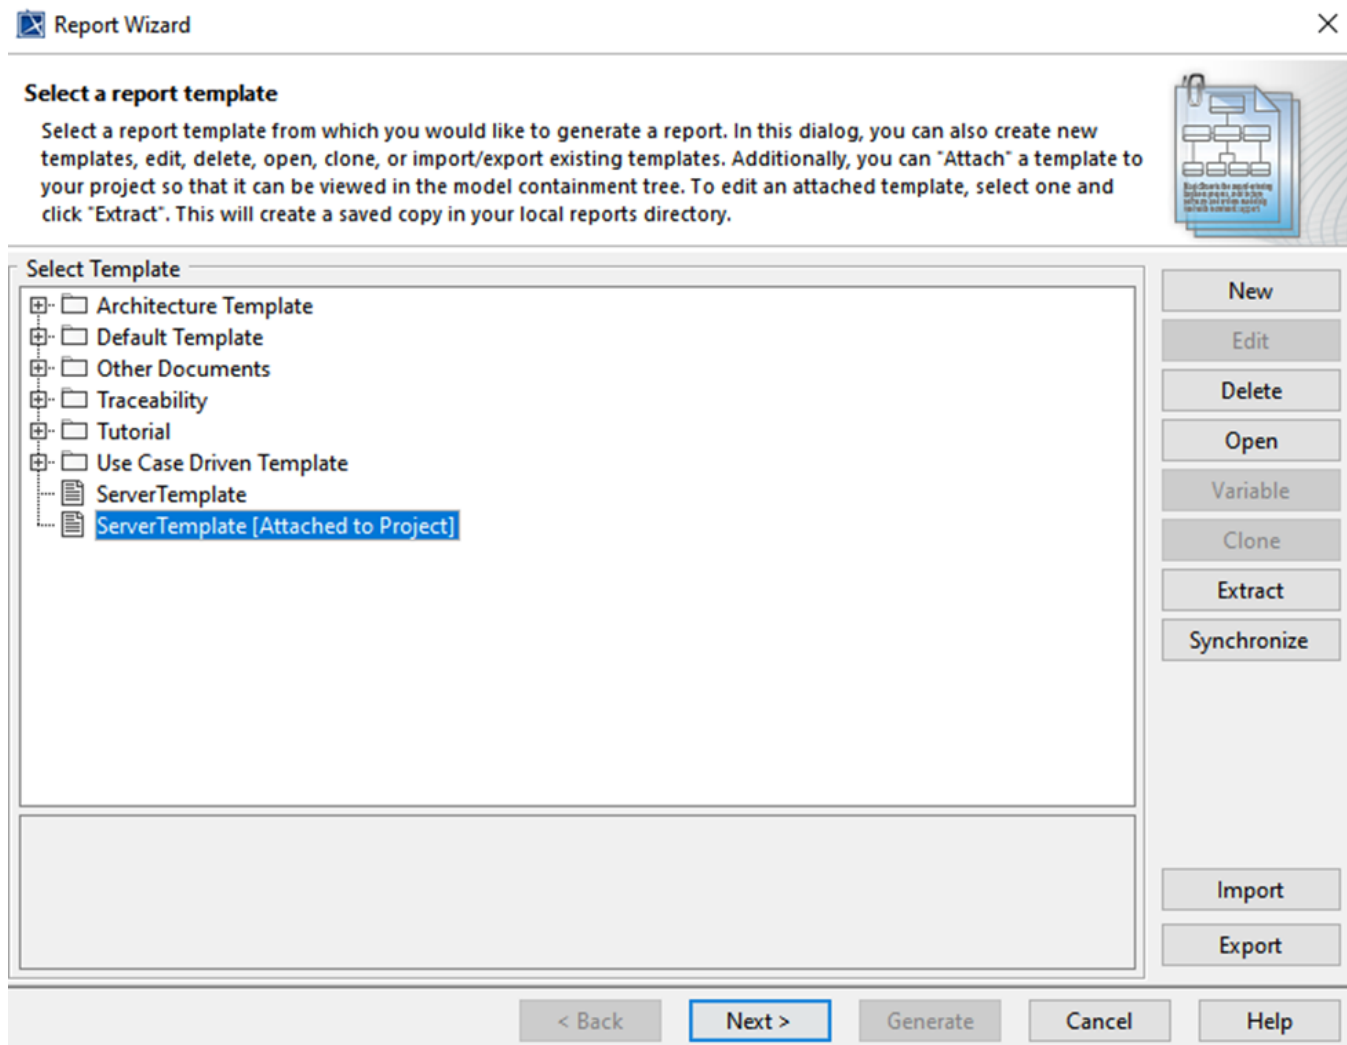 Report Wizard
Select a report template
Select a report template from which you would like to generate a report. In this dialog, you can also create new
templates, edit, delete, open, clone, or import/export existing templates. Additionally, you can "Attach" a template to
your project so that it can be viewed in the model containment tree. To edit an attached template, select one and
click "Extract". This will create a saved copy in your local reports directory.
Select Template
Architecture Template
Default Template
Other Documents
Traceability
Tutorial
Use Case Driven Template
ServerTemplate
ServerTemplate [Attached to Project]
New
Edit
Delete
Open
Variable
Clone
Extract
Synchronize
Import
Export
< Back
Next >
Generate
Cancel
Help